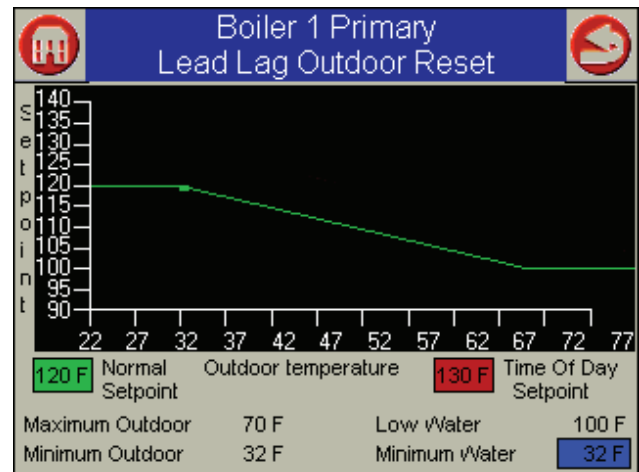 Boiler 1 Primary
Lead Lag Outdoor Reset
Setpoint
140
135
130
125
120
115
110
105
100
95
90
22 27 32 37 42 47 52 57 62 67 72 77
120 F Normal Setpoint Outdoor temperature 130 F Time Of Day Setpoint
Maximum Outdoor 70 F Low Water 100 F
Minimum Outdoor 32 F Minimum Water 32 F